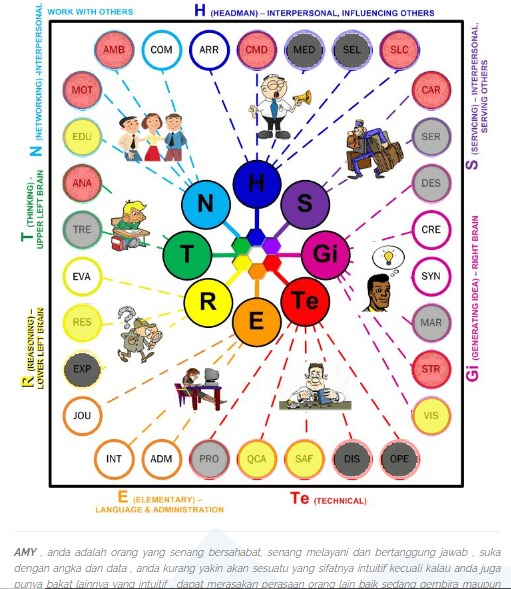 WORK WITH OTHERS
H (HEADMAN) – INTERPERSONAL, INFLUENCING OTHERS
N (NETWORKING) -INTERPERSONAL
T (THINKING) -
UPPER LEFT BRAIN
R (REASONING) –
LOWER LEFT BRAIN
S (SERVICING) – INTERPERSONAL,
SERVING OTHERS
Gi (GENERATING IDEA) – RIGHT BRAIN
AMB COM ARR CMD MED SEL SLC
MOT CAR
EDU SER
ANA DES
TRE CRE
EVA SYN
RES MAR
EXP STR
JOU VIS
INT ADM PRO QCA SAF DIS OPE
H
N S
T Gi
R Te
E
E (ELEMENTARY) –
LANGUAGE & ADMINISTRATION
Te (TECHNICAL)
AMY , anda adalah orang yang senang bersahabat, senang melayani dan bertanggung jawab , suka
dengan angka dan data , anda kurang yakin akan sesuatu yang sifatnya intuitif kecuali kalau anda juga
punya bakat lainnya yang intuitif , dapat merasakan perasaan orang lain baik sedang gembira maupun